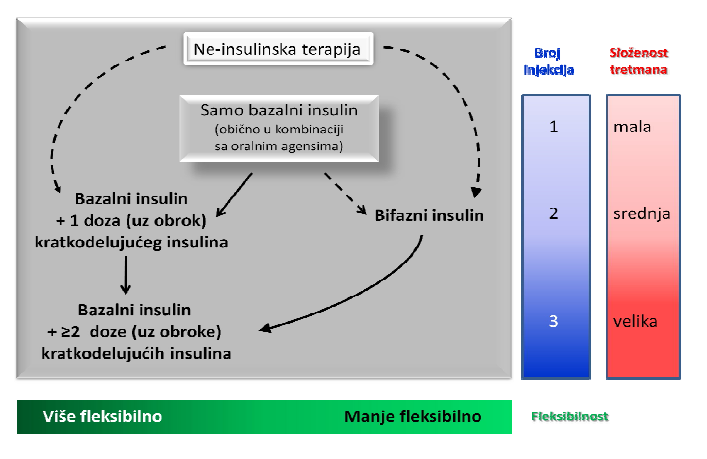 Ne-insulinska terapija
Broj
Injekcija
Složenost
tretmana
Samo bazalni insulin
(obično u kombinaciji
sa oralnim agensima)
1
mala
Bazalni insulin
+ 1 doza (uz obrok)
kratkodelujućeg insulina
Bifazni insulin
2
srednja
Bazalni insulin
+ ≥2 doze (uz obroke)
kratkodelujućih insulina
3
velika
Više fleksibilno
Manje fleksibilno
Fleksibilnost